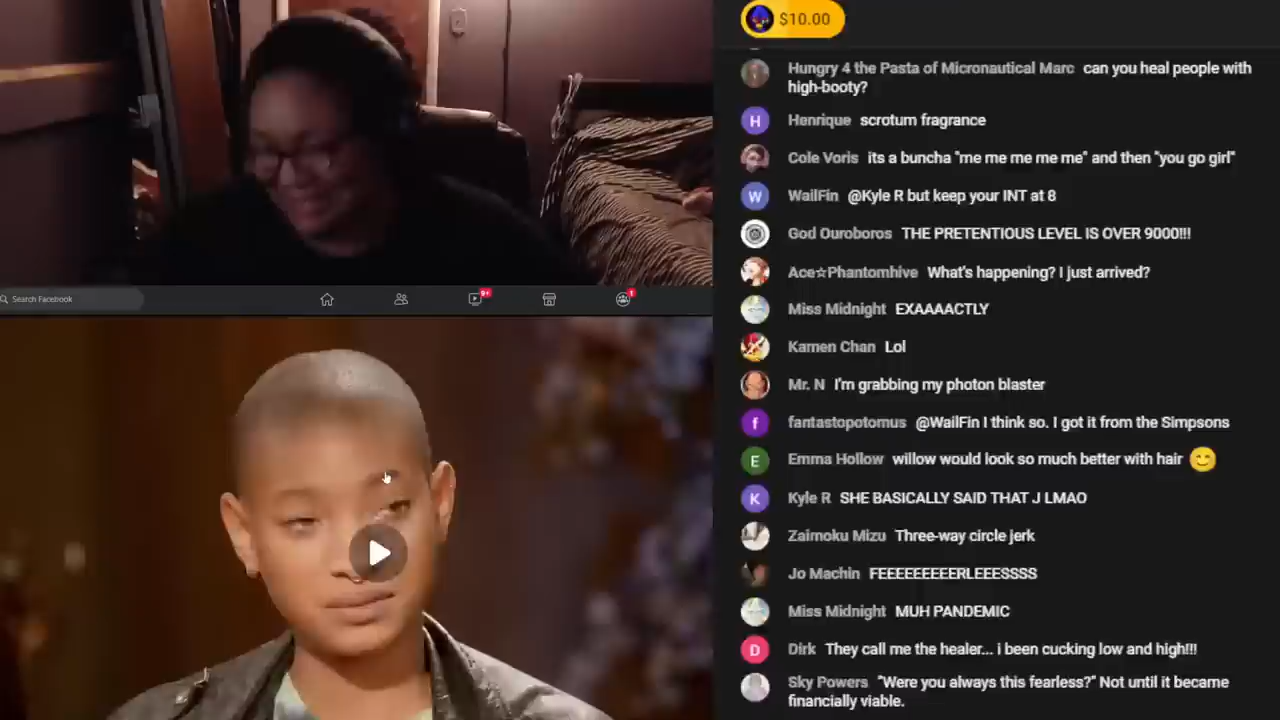 $10.00
Hungry 4 the Pasta of Micronautical Marc can you heal people with
high-booty?
H Henrique scrotum fragrance
Cole Voris its a buncha "me me me me me" and then "you go girl"
W WailFin @Kyle R but keep your INT at 8
God Ouroboros THE PRETENTIOUS LEVEL IS OVER 9000!!!
Ace☆Phantomhive What's happening? I just arrived?
Miss Midnight EXAAAACTLY
Kamen Chan Lol
Mr. N I'm grabbing my photon blaster
f fantastopotomus @WailFin I think so. I got it from the Simpsons
E Emma Hollow willow would look so much better with hair 😊
K Kyle R SHE BASICALLY SAID THAT J LMAO
Zaimoku Mizu Three-way circle jerk
Jo Machin FEEEEEEEEERLEEESSSS
Miss Midnight MUH PANDEMIC
D Dirk They call me the healer... i been cucking low and high!!!
Sky Powers "Were you always this fearless?" Not until it became
financially viable.
Search Facebook
9+
1